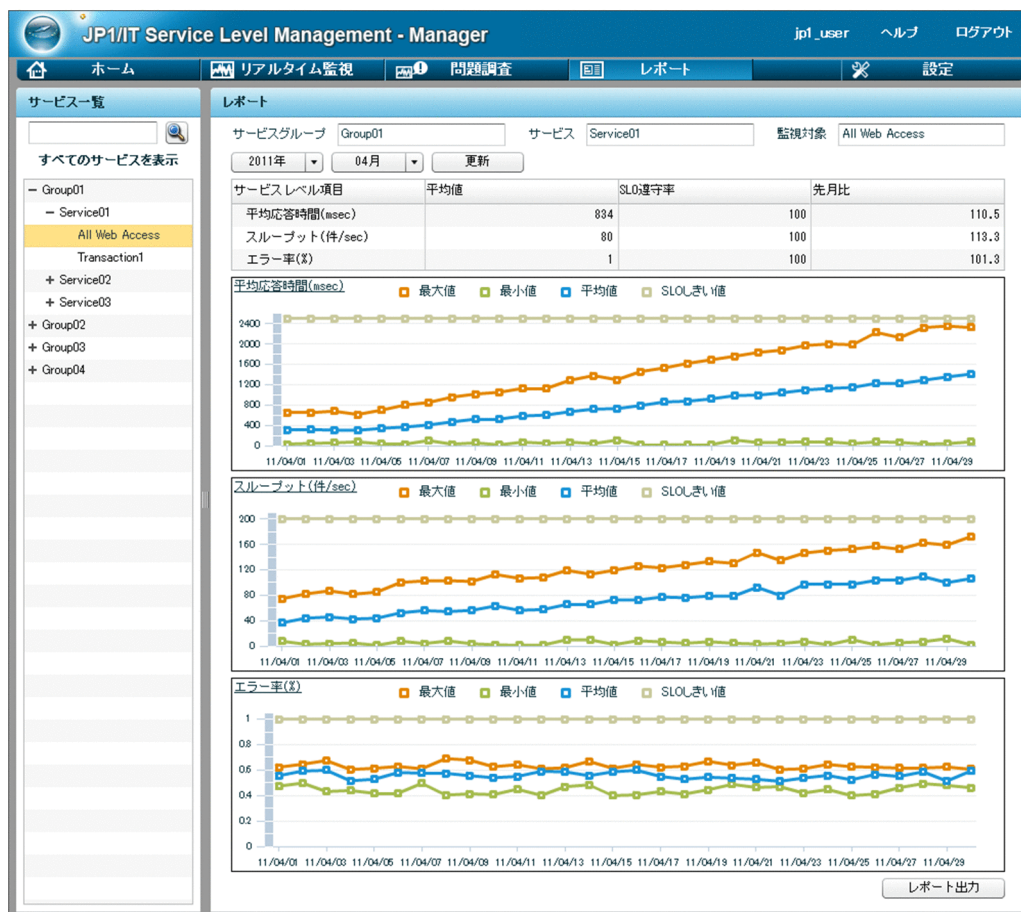 JP1/IT Service Level Management - Manager
jp1_user ヘルプ ログアウト
ホーム リアルタイム監視 問題調査 レポート 設定
サービス一覧
すべてのサービスを表示
− Group01
− Service01
All Web Access
Transaction1
+ Service02
+ Service03
+ Group02
+ Group03
+ Group04
レポート
サービスグループ Group01 サービス Service01 監視対象 All Web Access
2011年 04月 更新
サービスレベル項目 平均値 SLO遵守率 先月比
平均応答時間(msec) 834 100 110.5
スループット(件/sec) 80 100 113.3
エラー率(%) 1 100 101.3
平均応答時間(msec) 最大値 最小値 平均値 SLOしきい値
2400
2000
1600
1200
800
400
0
11/04/01 11/04/03 11/04/05 11/04/07 11/04/09 11/04/11 11/04/13 11/04/15 11/04/17 11/04/19 11/04/21 11/04/23 11/04/25 11/04/27 11/04/29
スループット(件/sec) 最大値 最小値 平均値 SLOしきい値
200
160
120
80
40
0
11/04/01 11/04/03 11/04/05 11/04/07 11/04/09 11/04/11 11/04/13 11/04/15 11/04/17 11/04/19 11/04/21 11/04/23 11/04/25 11/04/27 11/04/29
エラー率(%) 最大値 最小値 平均値 SLOしきい値
1
0.8
0.6
0.4
0.2
0
11/04/01 11/04/03 11/04/05 11/04/07 11/04/09 11/04/11 11/04/13 11/04/15 11/04/17 11/04/19 11/04/21 11/04/23 11/04/25 11/04/27 11/04/29
レポート出力